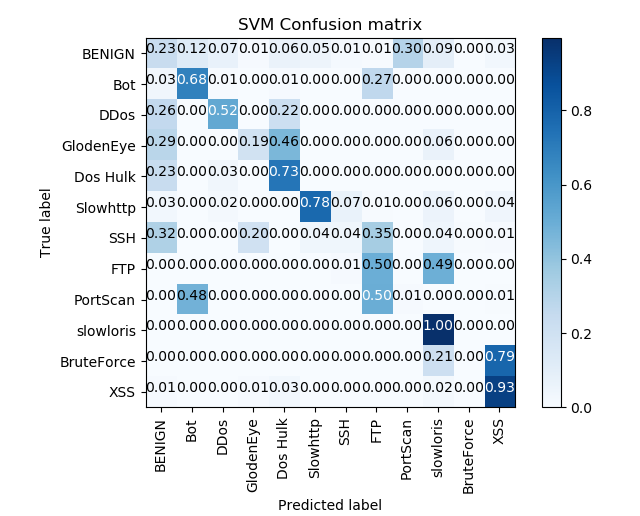 SVM Confusion matrix
BENIGN 0.23 0.12 0.07 0.01 0.06 0.05 0.01 0.01 0.30 0.09 0.00 0.03
Bot 0.03 0.68 0.01 0.00 0.01 0.00 0.00 0.27 0.00 0.00 0.00 0.00
DDos 0.26 0.00 0.52 0.00 0.22 0.00 0.00 0.00 0.00 0.00 0.00 0.00
GlodenEye 0.29 0.00 0.00 0.19 0.46 0.00 0.00 0.00 0.00 0.06 0.00 0.00
Dos Hulk 0.23 0.00 0.03 0.00 0.73 0.00 0.00 0.00 0.00 0.00 0.00 0.00
Slowhttp 0.03 0.00 0.02 0.00 0.00 0.78 0.07 0.01 0.00 0.06 0.00 0.04
SSH 0.32 0.00 0.00 0.20 0.00 0.04 0.04 0.35 0.00 0.04 0.00 0.01
FTP 0.00 0.00 0.00 0.00 0.00 0.00 0.01 0.50 0.00 0.49 0.00 0.00
PortScan 0.00 0.48 0.00 0.00 0.00 0.00 0.00 0.50 0.01 0.00 0.00 0.01
slowloris 0.00 0.00 0.00 0.00 0.00 0.00 0.00 0.00 0.00 1.00 0.00 0.00
BruteForce 0.00 0.00 0.00 0.00 0.00 0.00 0.00 0.00 0.00 0.21 0.00 0.79
XSS 0.01 0.00 0.00 0.01 0.03 0.00 0.00 0.00 0.00 0.02 0.00 0.93
True label
BENIGN Bot DDos GlodenEye Dos Hulk Slowhttp SSH FTP PortScan slowloris BruteForce XSS
Predicted label
0.8
0.6
0.4
0.2
0.0